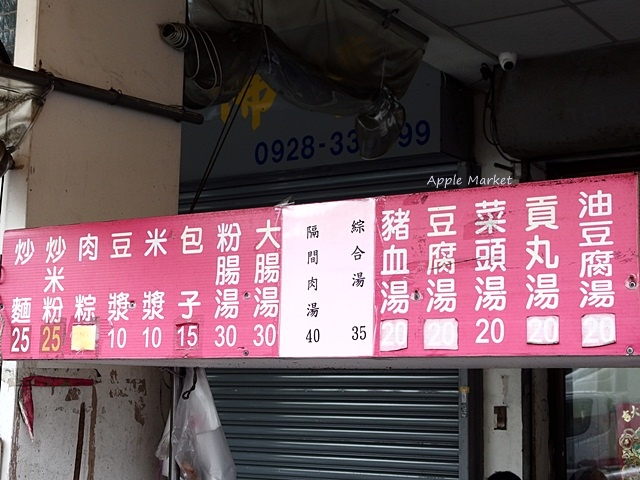 0928-33
99
Apple Market
炒麵 25
炒米粉 25
肉粽
豆漿 10
米漿 10
包子 15
粉腸湯 30
大腸湯 30
隔間肉湯 40
綜合湯 35
豬血湯 20
豆腐湯 20
菜頭湯 20
貢丸湯 20
油豆腐湯 20